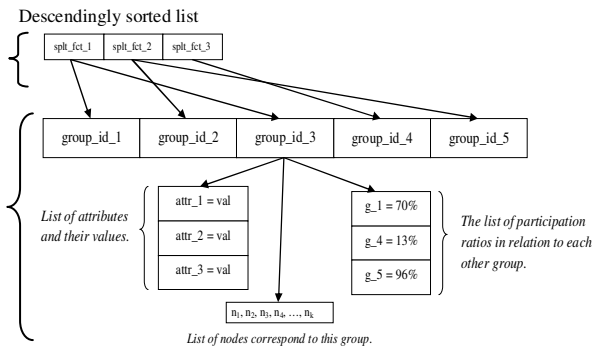 Descendingly sorted list
splt_fct_1 splt_fct_2 splt_fct_3
group_id_1 group_id_2 group_id_3 group_id_4 group_id_5
List of attributes
and their values.
attr_1 = val
attr_2 = val
attr_3 = val
g_1 = 70%
g_4 = 13%
g_5 = 96%
The list of participation
ratios in relation to each
other group.
n1, n2, n3, n4, …, nk
List of nodes correspond to this group.